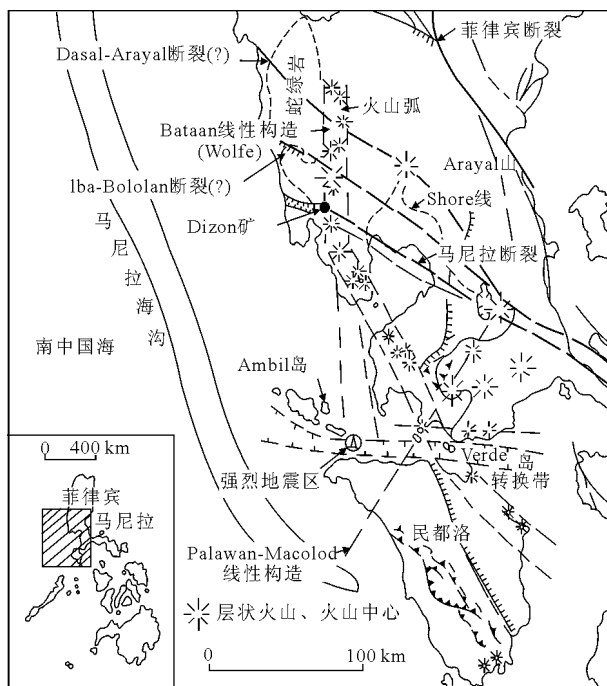 菲律宾断裂
Dasal-Arayal断裂(?)
蛇绿岩
火山弧
Bataan线性构造
(Wolfe)
Arayal山
Iba-Bololan断裂(?)
Shore线
Dizon矿
马尼拉断裂
马尼拉海沟
南中国海
Ambil岛
0 400 km
Verde岛
强烈地震区
转换带
菲律宾
马尼拉
民都洛
Palawan-Macolod
线性构造
层状火山、火山中心
0 100 km